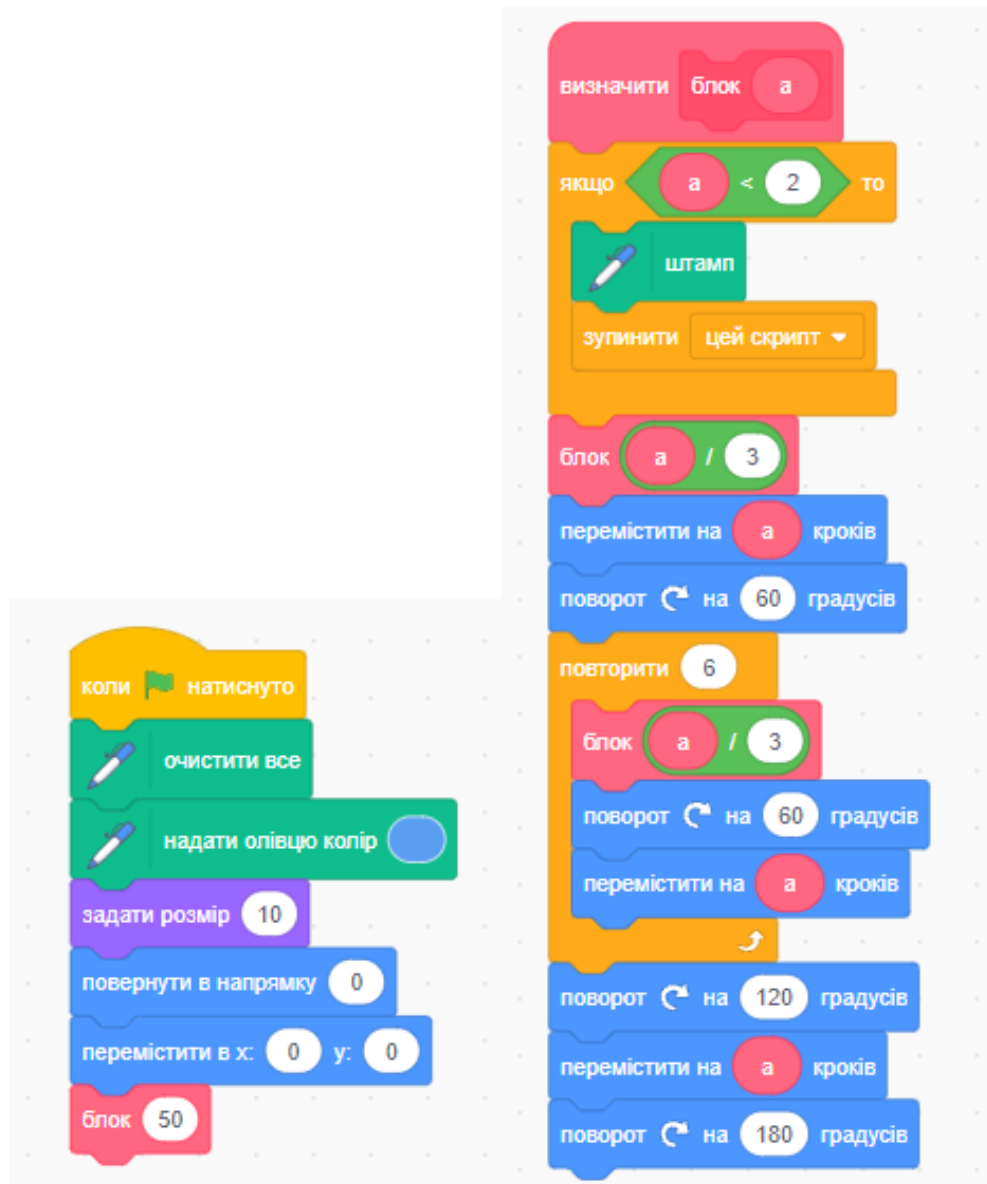 визначити блок a
якщо a < 2 то
штамп
зупинити цей скрипт
блок a / 3
перемістити на a кроків
поворот на 60 градусів
повторити 6
блок a / 3
поворот на 60 градусів
перемістити на a кроків
поворот на 120 градусів
перемістити на a кроків
поворот на 180 градусів
коли натиснуто
очистити все
надати олівцю колір
задати розмір 10
повернути в напрямку 0
перемістити в x: 0 y: 0
блок 50